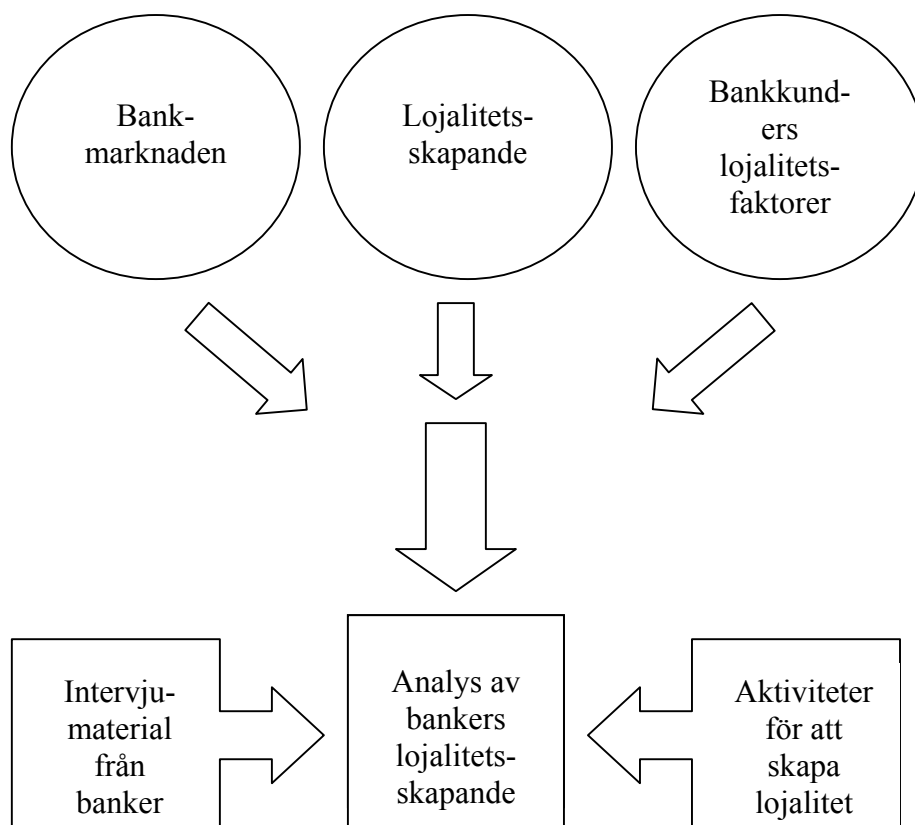 Bank-
marknaden
Lojalitets-
skapande
Bankkund-
ers
lojalitets-
faktorer
Intervju-
material
från
banker
Analys av
bankers
lojalitets-
skapande
Aktiviteter
för att
skapa
lojalitet